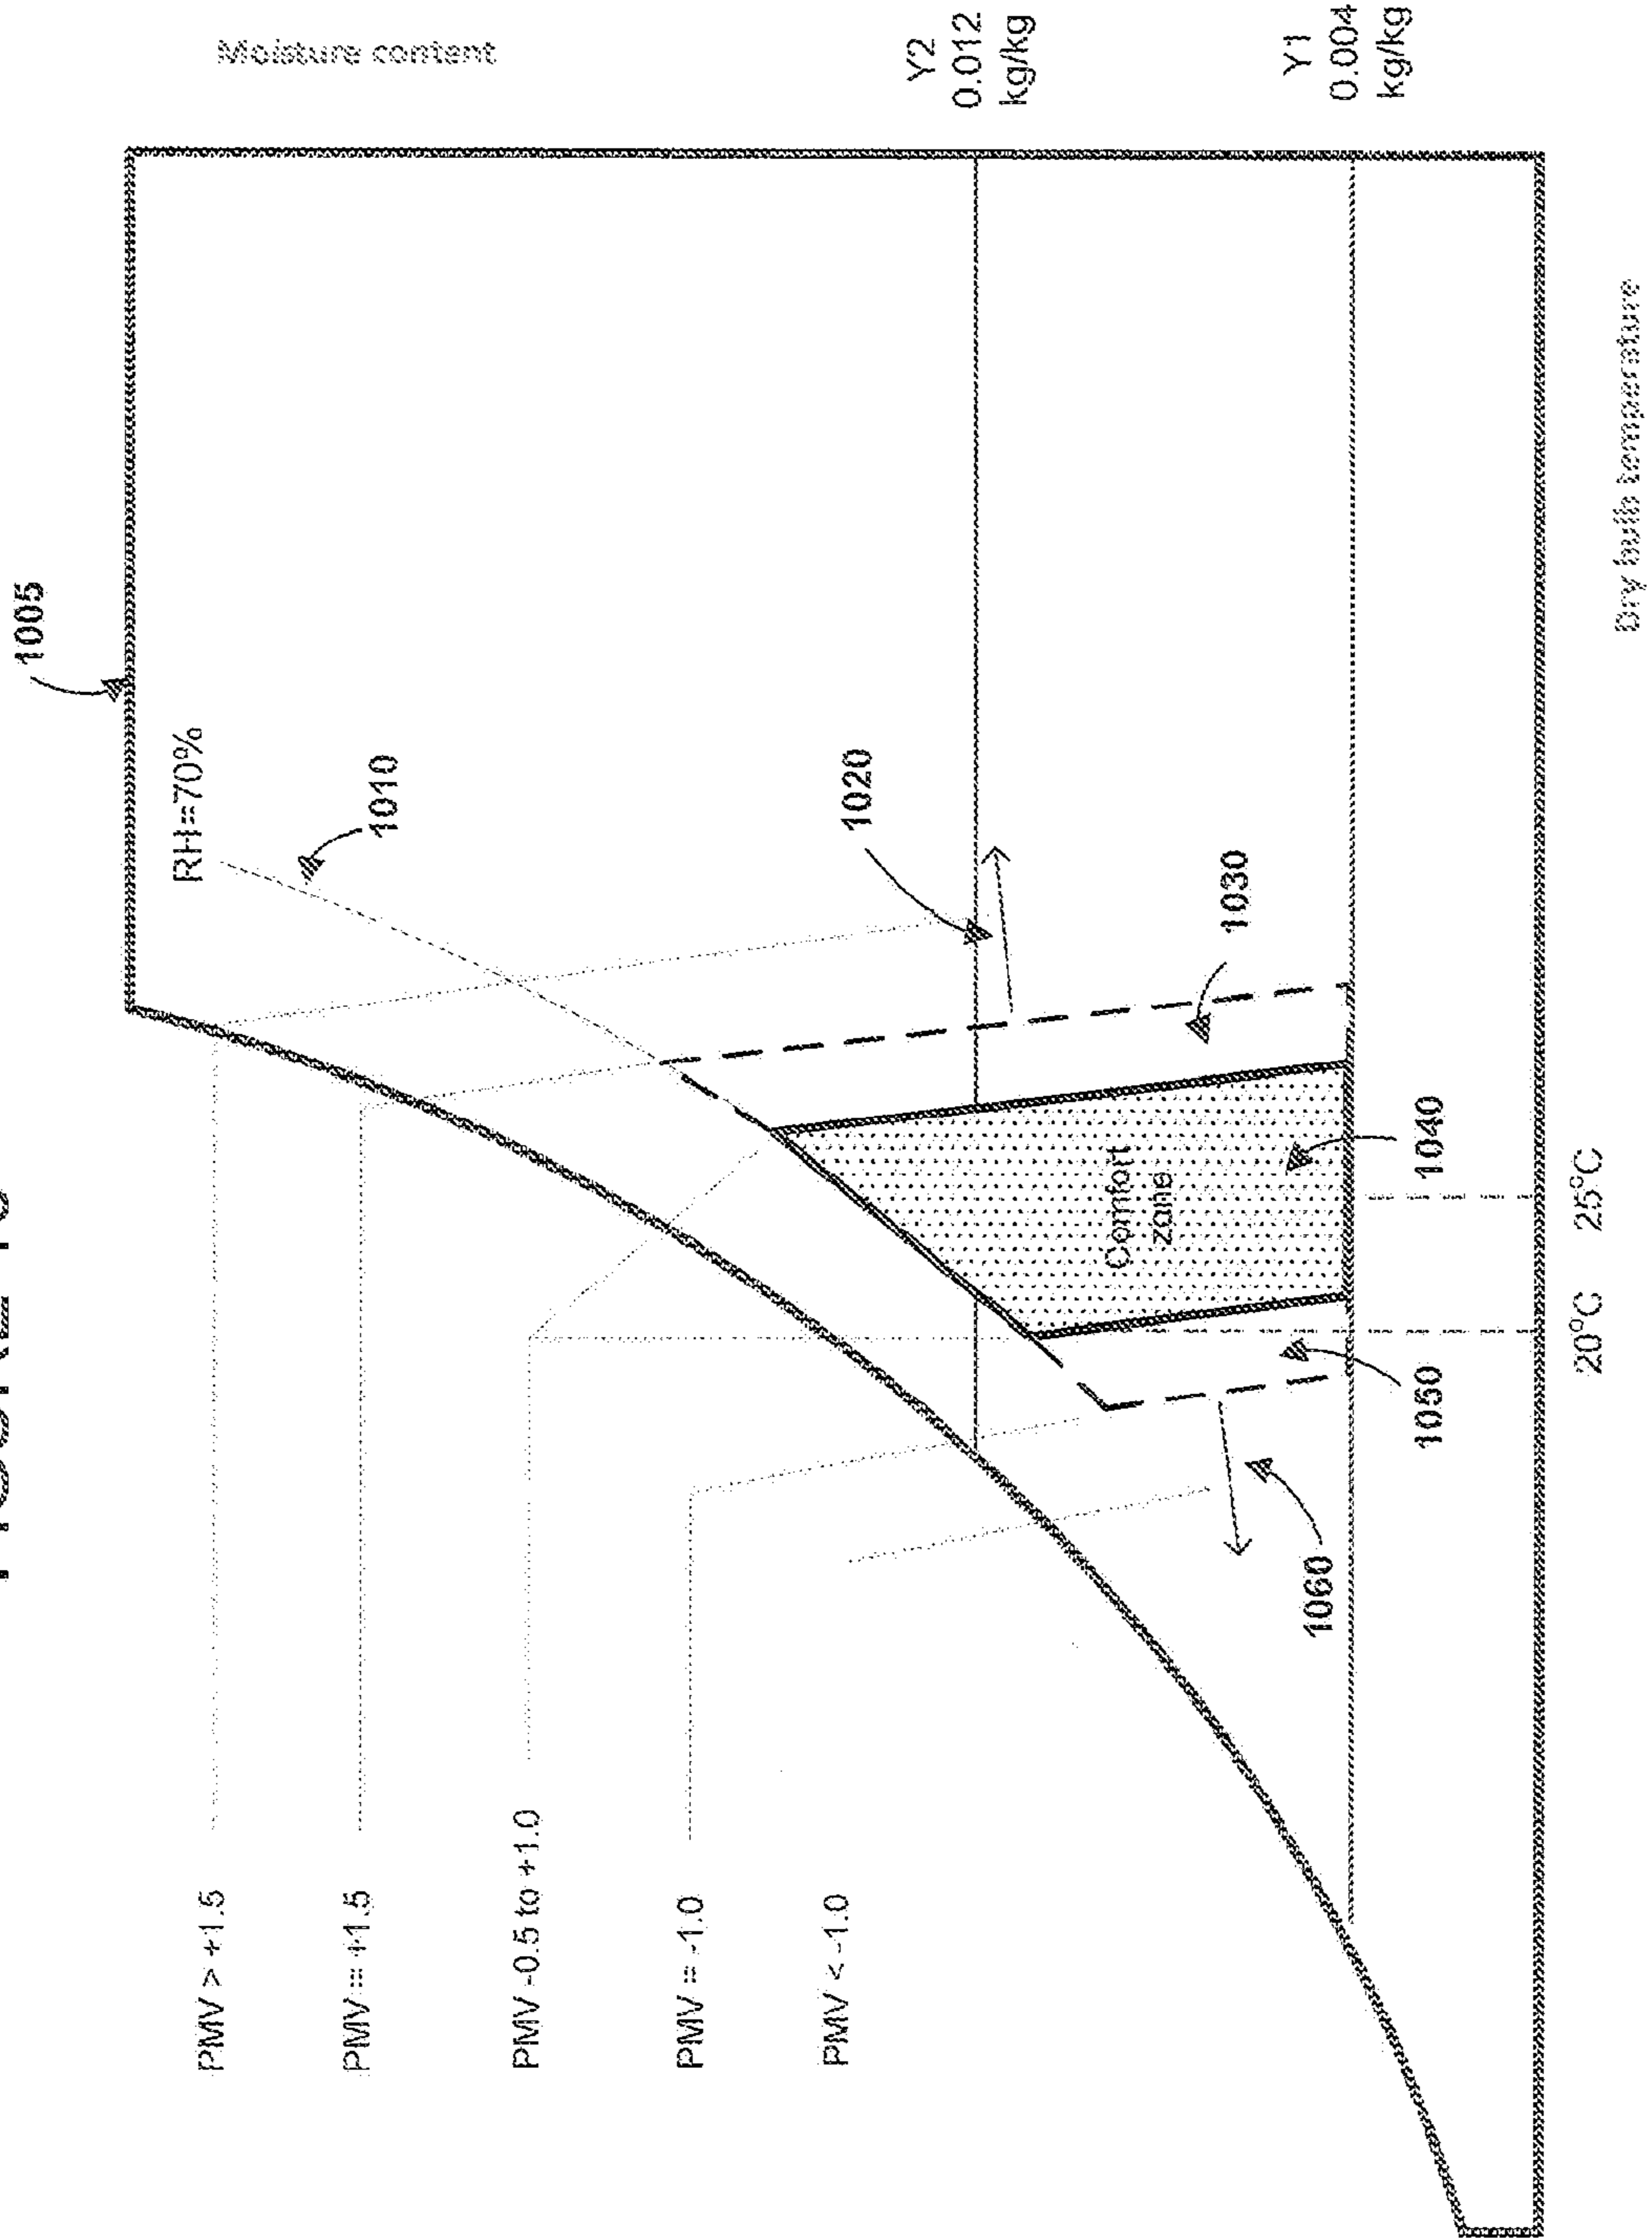 FIGURE 10
1005
Moisture content
RH=70%
1010
PMV > +1.5
PMV = +1.5
PMV -0.5 to +1.0
PMV = -1.0
PMV < -1.0
1020
Y2
0.012
kg/kg
Comfort
zone
1030
Y1
0.004
kg/kg
1060
1050
1040
20°C
25°C
Dry bulb temperature